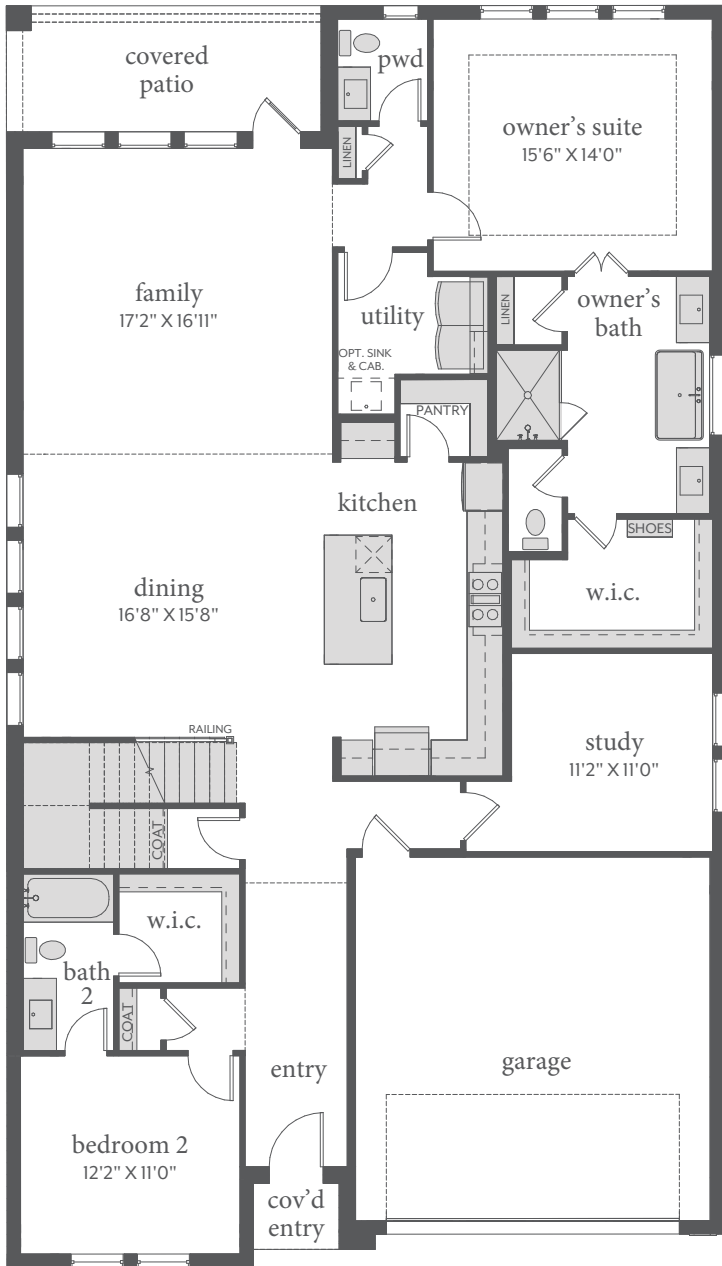 covered
patio
pwd
owner's suite
15'6" X 14'0"
LINEN
family
17'2" X 16'11"
utility
LINEN
owner's
bath
OPT. SINK
& CAB.
PANTRY
kitchen
SHOES
dining
16'8" X 15'8"
w.i.c.
RAILING
study
11'2" X 11'0"
COAT
w.i.c.
bath
2
COAT
entry
garage
bedroom 2
12'2" X 11'0"
cov'd
entry